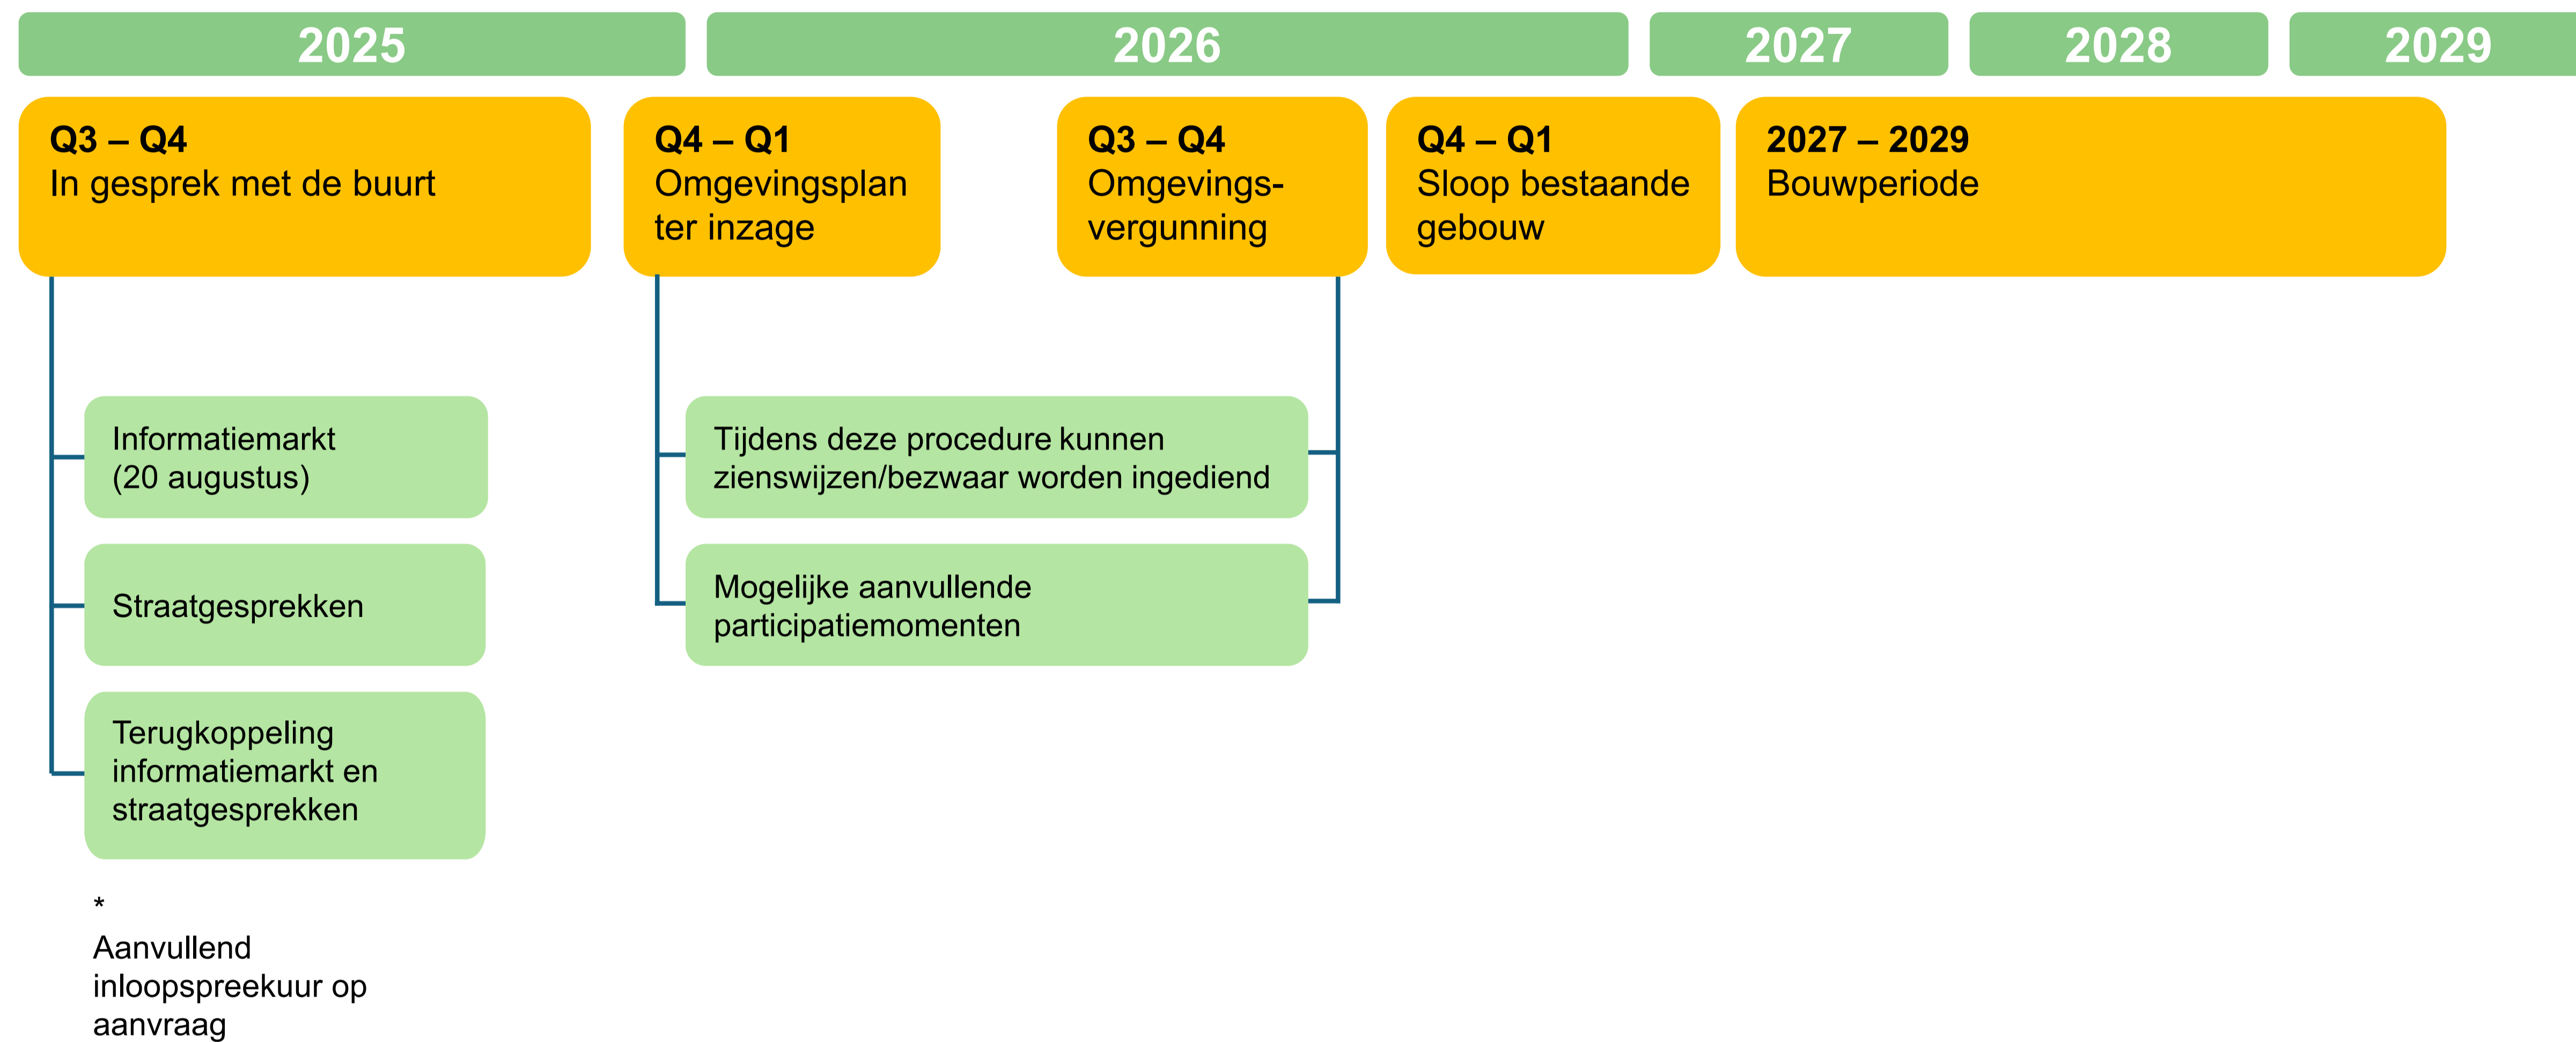 2025
2026
2027
2028
2029
Q3 – Q4
In gesprek met de buurt
Q4 – Q1
Omgevingsplan
ter inzage
Q3 – Q4
Omgevings-
vergunning
Q4 – Q1
Sloop bestaande
gebouw
2027 – 2029
Bouwperiode
Informatiemarkt
(20 augustus)
Straatgesprekken
Terugkoppeling
informatiemarkt en
straatgesprekken
*
Aanvullend
inloopspreekuur op
aanvraag
Tijdens deze procedure kunnen
zienswijzen/bezwaar worden ingediend
Mogelijke aanvullende
participatiemomenten